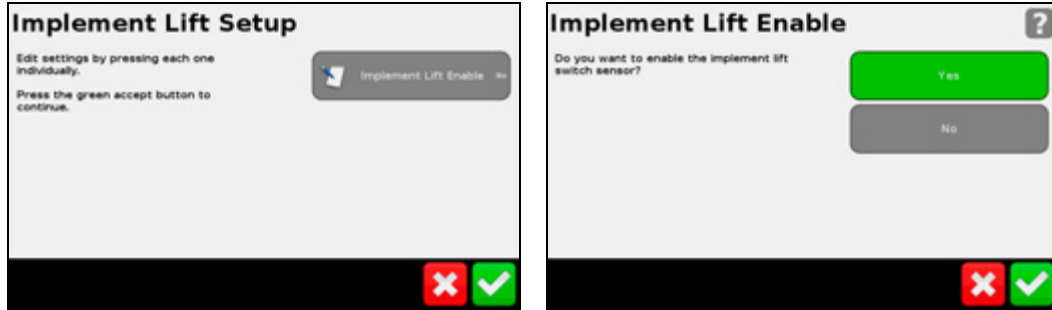 Implement Lift Setup
Edit settings by pressing each one
individually.
Press the green accept button to
continue.
Implement Lift Enable
Implement Lift Enable
?
Do you want to enable the implement lift
switch sensor?
Yes
No